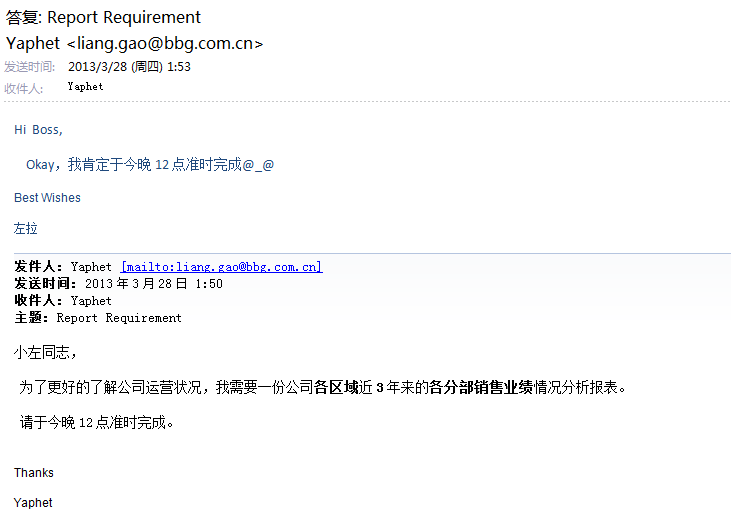 答复: Report Requirement
Yaphet <liang.gao@bbg.com.cn>
发送时间: 2013/3/28 (周四) 1:53
收件人: Yaphet
Hi Boss,
Okay，我肯定于今晚 12 点准时完成@_@
Best Wishes
左拉
发件人：Yaphet [mailto:liang.gao@bbg.com.cn]
发送时间：2013 年 3 月 28 日 1:50
收件人：Yaphet
主题：Report Requirement
小左同志，
为了更好的了解公司运营状况，我需要一份公司各区域近 3 年来的各分部销售业绩情况分析报表。
请于今晚 12 点准时完成。
Thanks
Yaphet